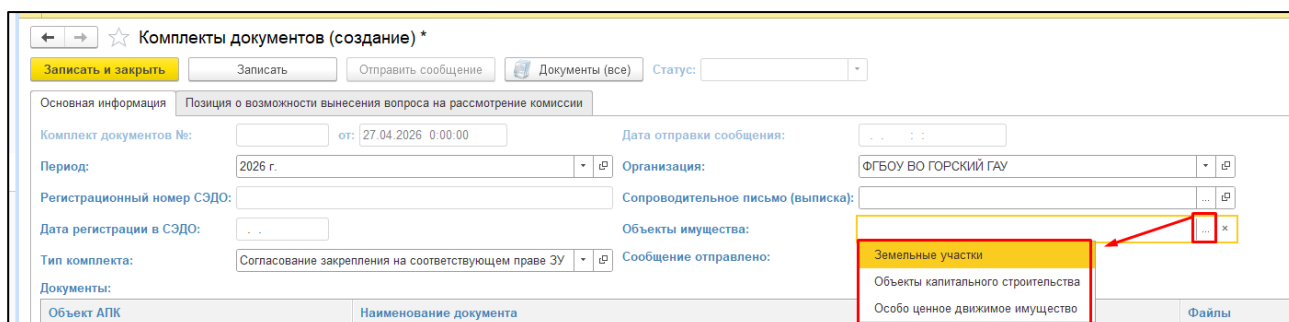 Комплекты документов (создание) *
Записать и закрыть Записать Отправить сообщение Документы (все) Статус:
Основная информация Позиция о возможности вынесения вопроса на рассмотрение комиссии
Комплект документов №: от: 27.04.2026 0:00:00 Дата отправки сообщения: . . : :
Период: 2026 г. Организация: ФГБОУ ВО ГОРСКИЙ ГАУ
Регистрационный номер СЭДО: Сопроводительное письмо (выписка): ...
Дата регистрации в СЭДО: . . Объекты имущества: ... ×
Тип комплекта: Согласование закрепления на соответствующем праве ЗУ Сообщение отправлено: Земельные участки
Объекты капитального строительства
Документы:
Объект АПК Наименование документа Особо ценное движимое имущество Файлы